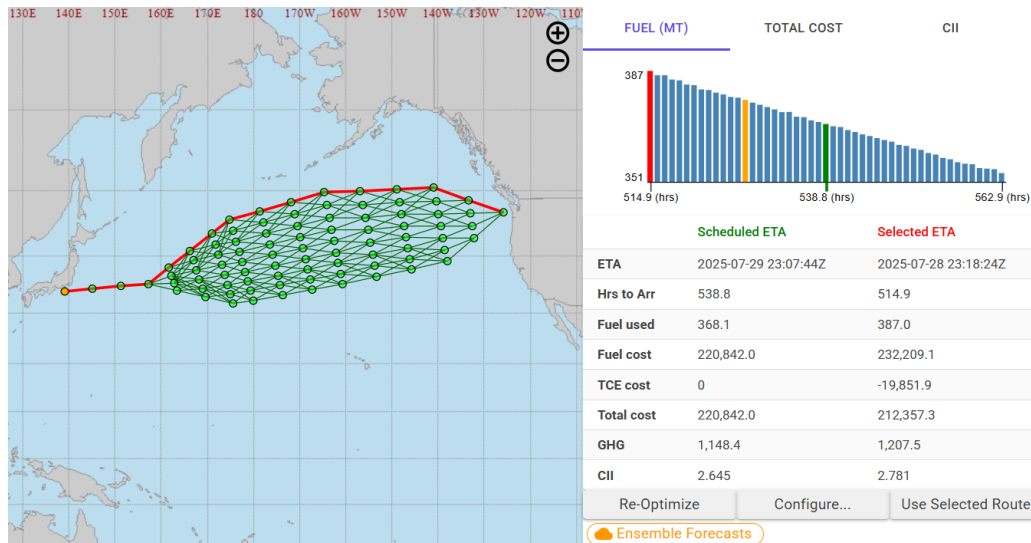 130E 140E 150E 160E 170E 180 170W 160W 150W 140W 130W 120W 110
FUEL (MT) TOTAL COST CII
387
351
514.9 (hrs) 538.8 (hrs) 562.9 (hrs)
Scheduled ETA Selected ETA
ETA 2025-07-29 23:07:44Z 2025-07-28 23:18:24Z
Hrs to Arr 538.8 514.9
Fuel used 368.1 387.0
Fuel cost 220,842.0 232,209.1
TCE cost 0 -19,851.9
Total cost 220,842.0 212,357.3
GHG 1,148.4 1,207.5
CII 2.645 2.781
Re-Optimize Configure... Use Selected Route
Ensemble Forecasts